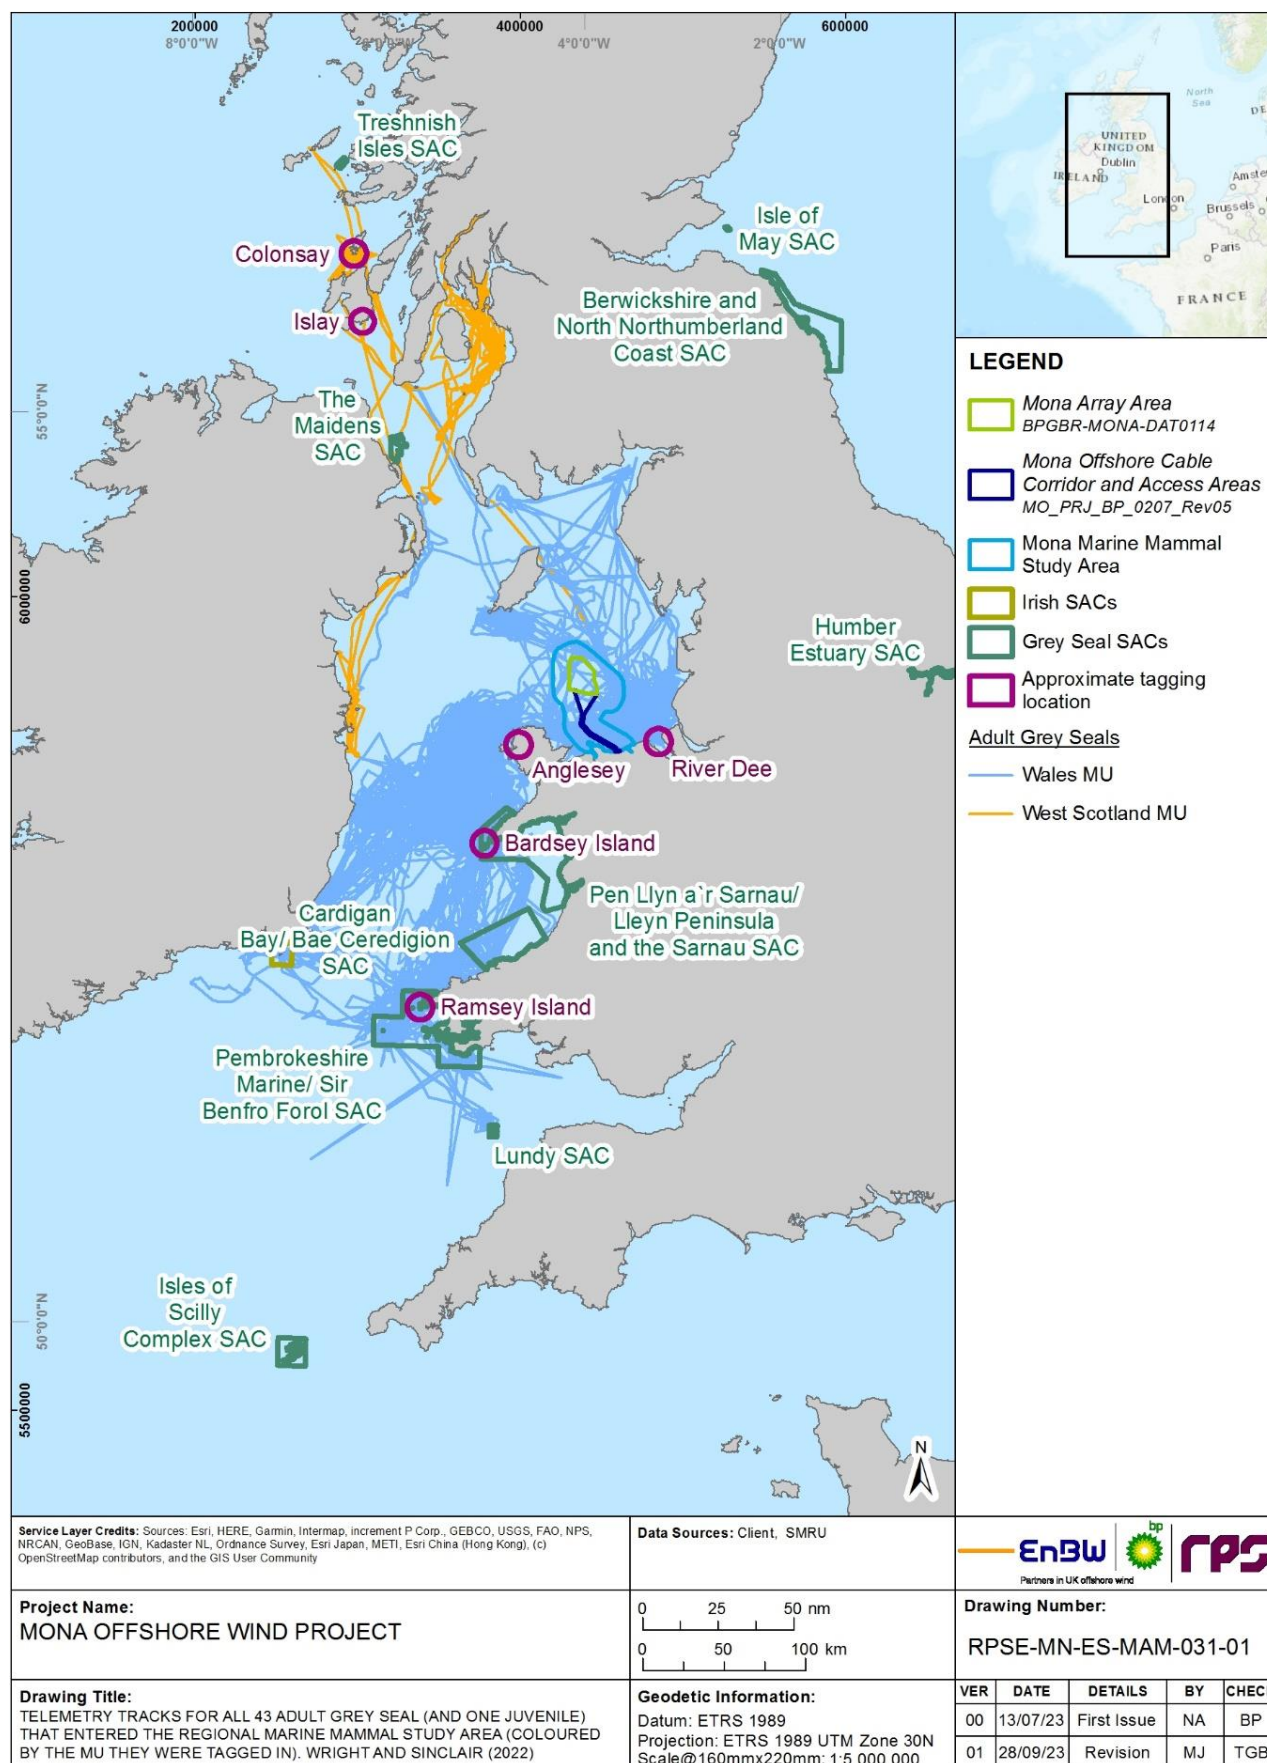 200000
400000
600000
8°0'0"W
4°0'0"W
2°0'0"W
Treshnish
Isles SAC
Colonsay
Islay
The
Maidens
SAC
Isle of
May SAC
Berwickshire and
North Northumberland
Coast SAC
55°0'0"N
6000000
Humber
Estuary SAC
Anglesey
River Dee
Bardsey Island
Pen Llyn a`r Sarnau/
Lleyn Peninsula
and the Sarnau SAC
Cardigan
Bay/ Bae Ceredigion
SAC
Ramsey Island
Pembrokeshire
Marine/ Sir
Benfro Forol SAC
Lundy SAC
Isles of
Scilly
Complex SAC
50°0'0"N
5500000
N
North
Sea
UNITED
KINGDOM
Dublin
IRELAND
London
Brussels
Paris
FRANCE
LEGEND
Mona Array Area
BPGBR-MONA-DAT0114
Mona Offshore Cable
Corridor and Access Areas
MO_PRJ_BP_0207_Rev05
Mona Marine Mammal
Study Area
Irish SACs
Grey Seal SACs
Approximate tagging
location
Adult Grey Seals
Wales MU
West Scotland MU
Service Layer Credits: Sources: Esri, HERE, Garmin, Intermap, increment P Corp., GEBCO, USGS, FAO, NPS,
NRCAN, GeoBase, IGN, Kadaster NL, Ordnance Survey, Esri Japan, METI, Esri China (Hong Kong), (c)
OpenStreetMap contributors, and the GIS User Community
Data Sources: Client, SMRU
EnBW bp rps
Partners in UK offshore wind
Project Name:
MONA OFFSHORE WIND PROJECT
0 25 50 nm
0 50 100 km
Drawing Number:
RPSE-MN-ES-MAM-031-01
Drawing Title:
TELEMETRY TRACKS FOR ALL 43 ADULT GREY SEAL (AND ONE JUVENILE)
THAT ENTERED THE REGIONAL MARINE MAMMAL STUDY AREA (COLOURED
BY THE MU THEY WERE TAGGED IN). WRIGHT AND SINCLAIR (2022)
Geodetic Information:
Datum: ETRS 1989
Projection: ETRS 1989 UTM Zone 30N
Scale@160mmx220mm: 1:5 000 000
VER DATE DETAILS BY CHEC
00 13/07/23 First Issue NA BP
01 28/09/23 Revision MJ TGB